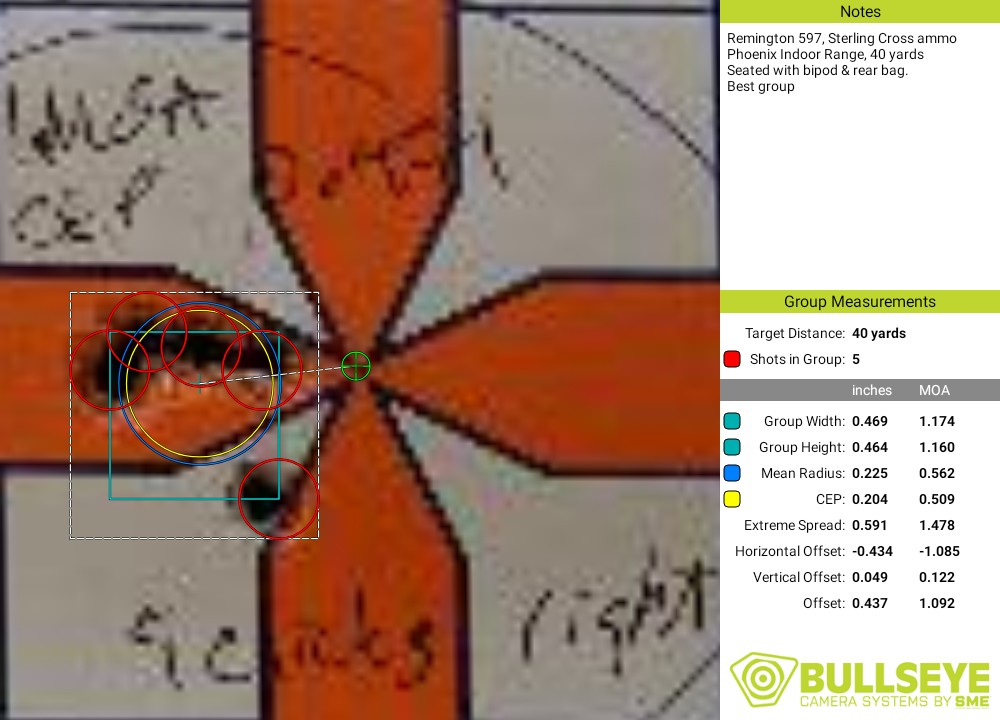 Notes
Remington 597, Sterling Cross ammo
Phoenix Indoor Range, 40 yards
Seated with bipod & rear bag.
Best group
Group Measurements
Target Distance: 40 yards
Shots in Group: 5
inches MOA
Group Width: 0.469 1.174
Group Height: 0.464 1.160
Mean Radius: 0.225 0.562
CEP: 0.204 0.509
Extreme Spread: 0.591 1.478
Horizontal Offset: -0.434 -1.085
Vertical Offset: 0.049 0.122
Offset: 0.437 1.092
BULLSEYE
CAMERA SYSTEMS BY SME
clicks right